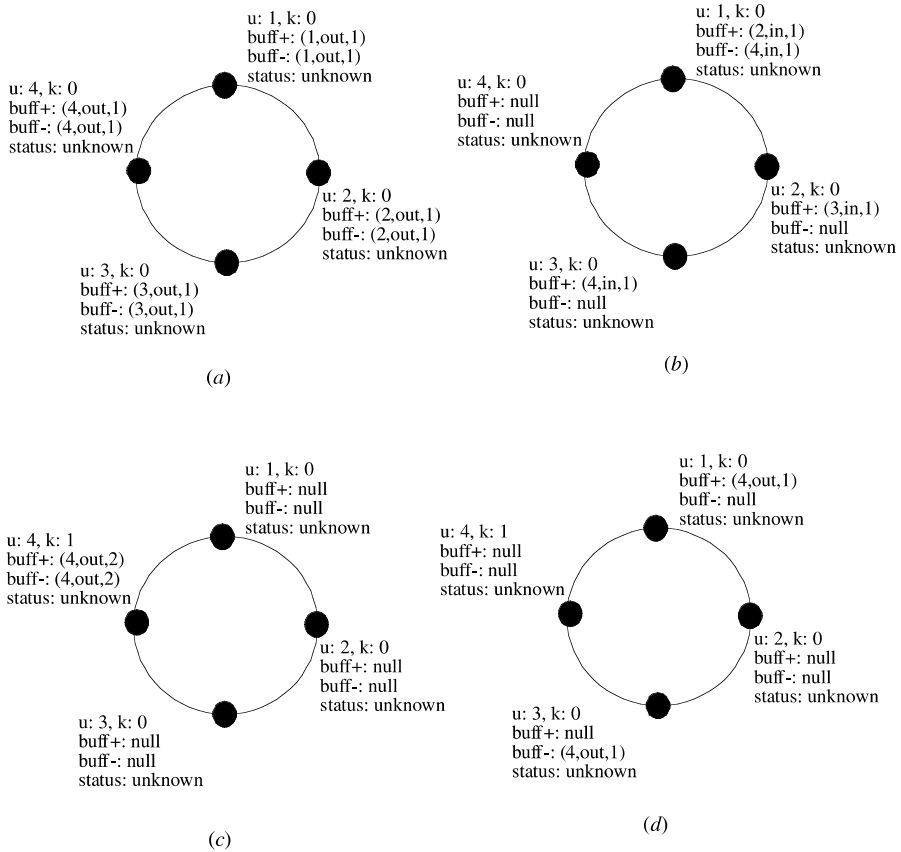 u: 1, k: 0
buff+: (1,out,1)
buff-: (1,out,1)
status: unknown
u: 4, k: 0
buff+: (4,out,1)
buff-: (4,out,1)
status: unknown
u: 2, k: 0
buff+: (2,out,1)
buff-: (2,out,1)
status: unknown
u: 3, k: 0
buff+: (3,out,1)
buff-: (3,out,1)
status: unknown
(a)
u: 1, k: 0
buff+: (2,in,1)
buff-: (4,in,1)
status: unknown
u: 4, k: 0
buff+: null
buff-: null
status: unknown
u: 2, k: 0
buff+: (3,in,1)
buff-: null
status: unknown
u: 3, k: 0
buff+: (4,in,1)
buff-: null
status: unknown
(b)
u: 1, k: 0
buff+: null
buff-: null
status: unknown
u: 4, k: 1
buff+: (4,out,2)
buff-: (4,out,2)
status: unknown
u: 2, k: 0
buff+: null
buff-: null
status: unknown
u: 3, k: 0
buff+: null
buff-: null
status: unknown
(c)
u: 1, k: 0
buff+: (4,out,1)
buff-: null
status: unknown
u: 4, k: 1
buff+: null
buff-: null
status: unknown
u: 2, k: 0
buff+: null
buff-: null
status: unknown
u: 3, k: 0
buff+: null
buff-: (4,out,1)
status: unknown
(d)